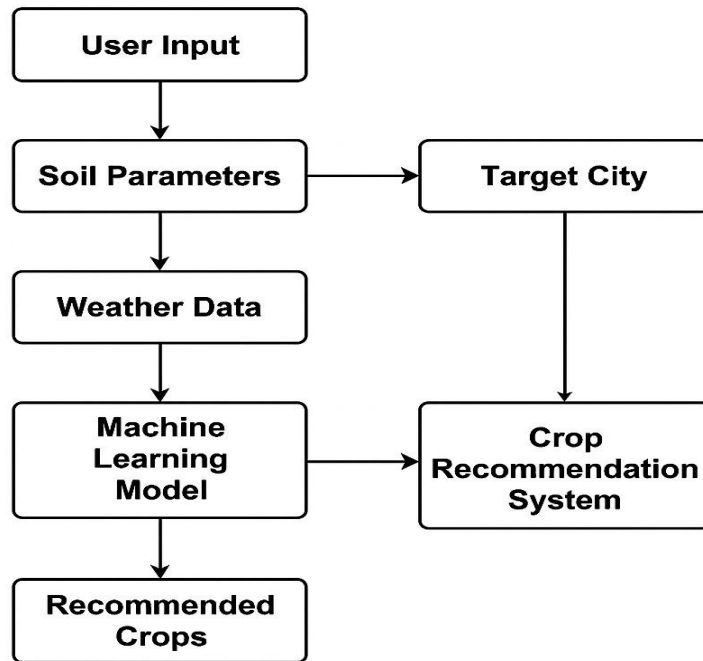 User Input
Soil Parameters
Target City
Weather Data
Machine
Learning
Model
Crop
Recommendation
System
Recommended
Crops